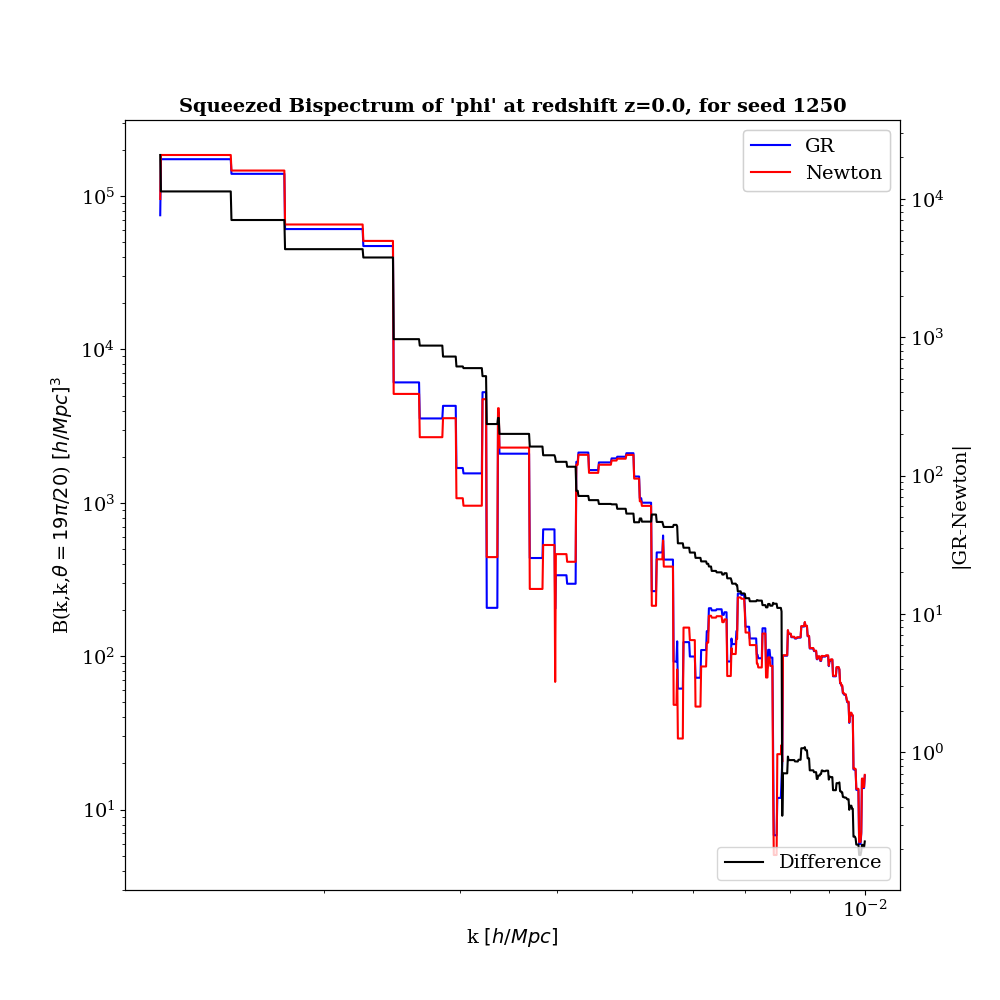 Squeezed Bispectrum of 'phi' at redshift z=0.0, for seed 1250
GR
Newton
10^5
10^4
10^3
10^2
10^1
B(k,k,θ = 19π/20) [h/Mpc]^3
10^4
10^3
10^2
10^1
10^0
|GR-Newton|
Difference
10^−2
k [h/Mpc]